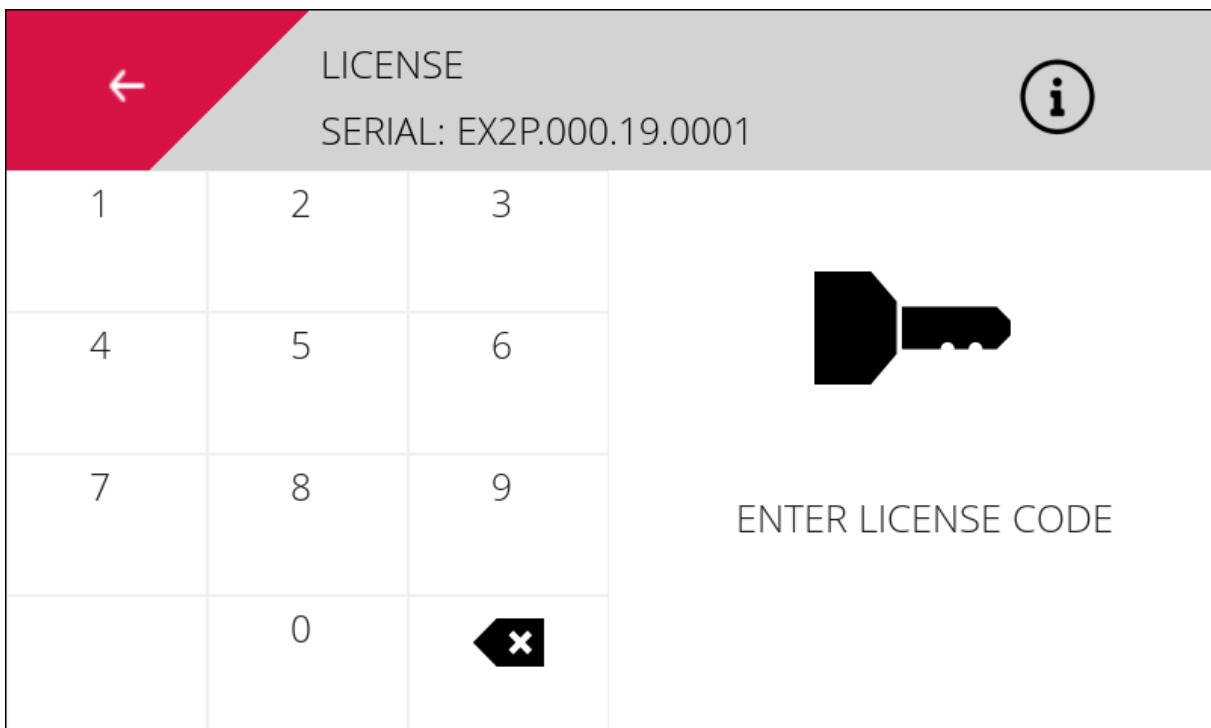 LICENSE
SERIAL: EX2P.000.19.0001
1 2 3
4 5 6
7 8 9
ENTER LICENSE CODE
0